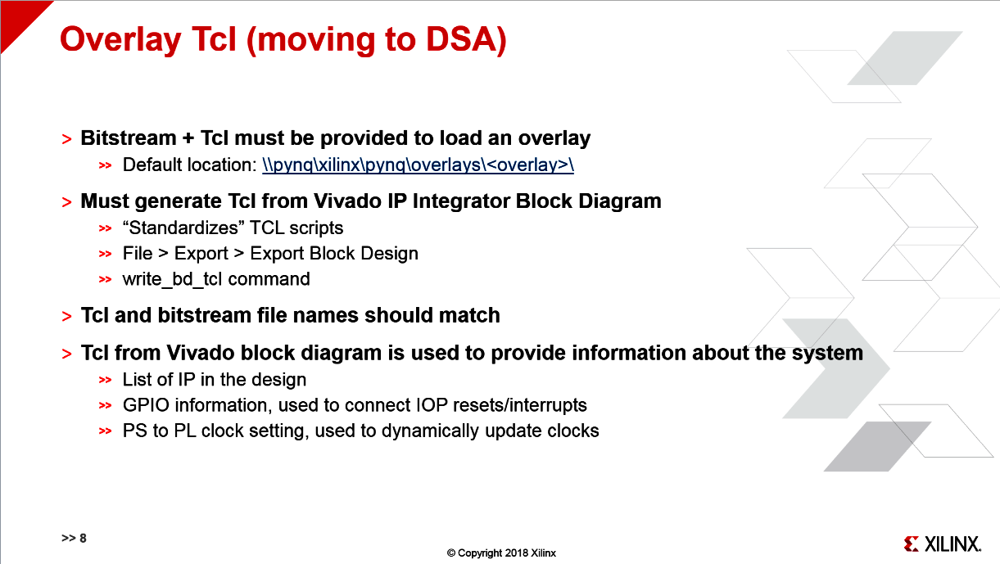 Overlay Tcl (moving to DSA)
> Bitstream + Tcl must be provided to load an overlay
>> Default location: \\pynq\xilinx\pynq\overlays\<overlay>\
> Must generate Tcl from Vivado IP Integrator Block Diagram
>> “Standardizes” TCL scripts
>> File > Export > Export Block Design
>> write_bd_tcl command
> Tcl and bitstream file names should match
> Tcl from Vivado block diagram is used to provide information about the system
>> List of IP in the design
>> GPIO information, used to connect IOP resets/interrupts
>> PS to PL clock setting, used to dynamically update clocks
>> 8
© Copyright 2018 Xilinx
XILINX.